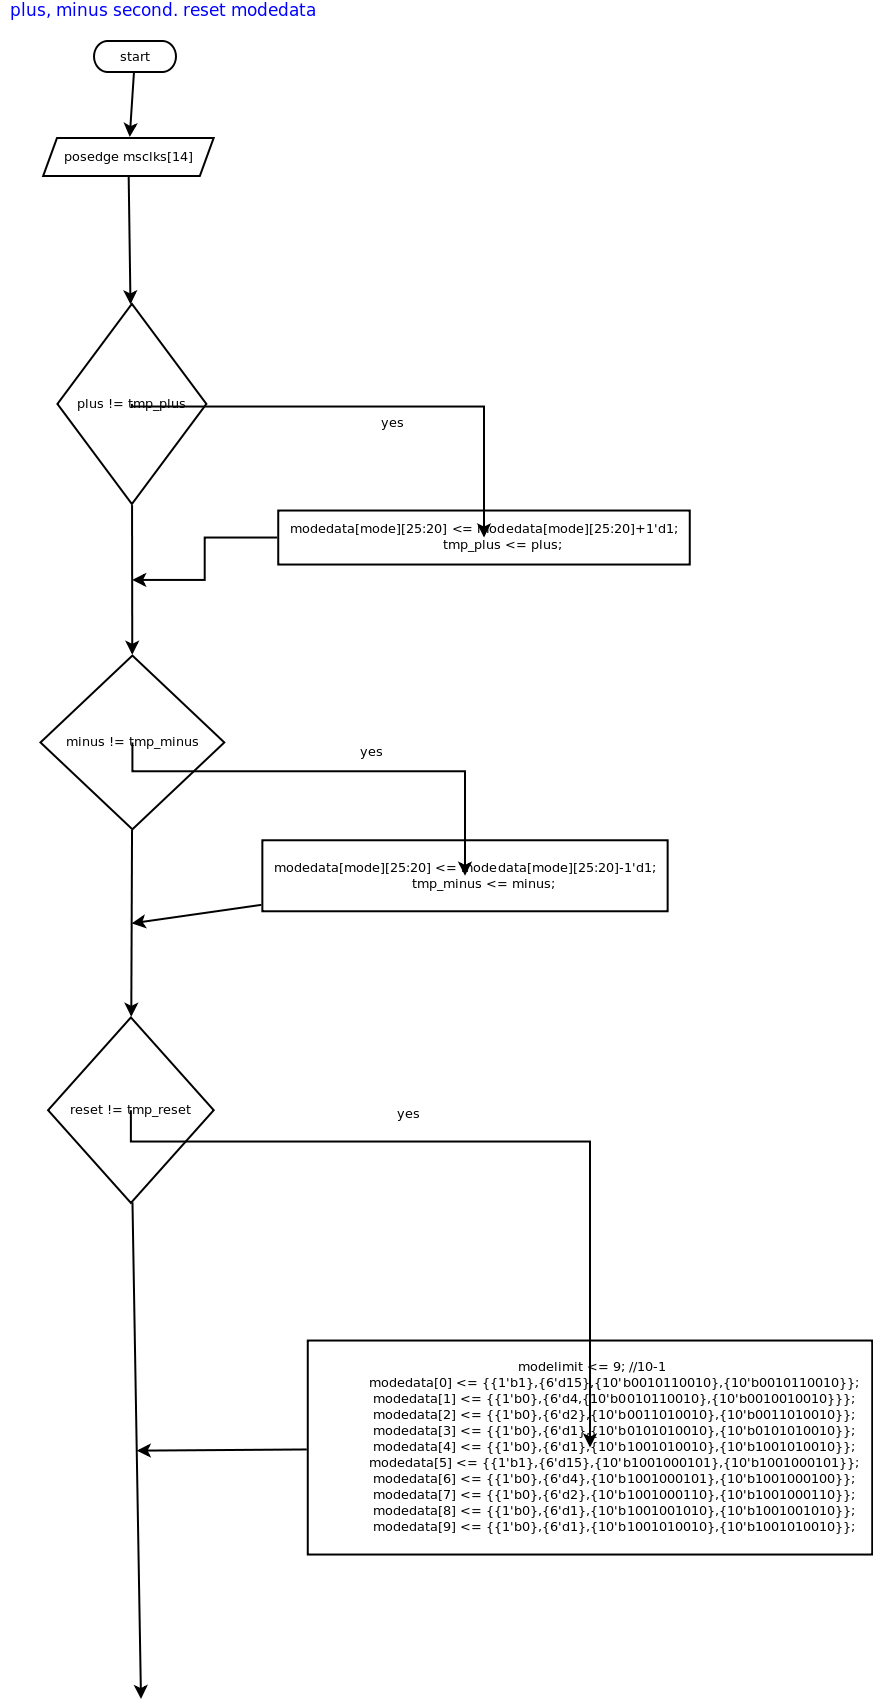 plus, minus second. reset modedata
start
posedge msclks[14]
plus != tmp_plus
yes
modedata[mode][25:20] <= modedata[mode][25:20]+1'd1;
tmp_plus <= plus;
minus != tmp_minus
yes
modedata[mode][25:20] <= modedata[mode][25:20]-1'd1;
tmp_minus <= minus;
reset != tmp_reset
yes
modelimit <= 9; //10-1
modedata[0] <= {{1'b1},{6'd15},{10'b0010110010},{10'b0010110010}};
modedata[1] <= {{1'b0},{6'd4,{10'b0010110010},{10'b0010010010}}};
modedata[2] <= {{1'b0},{6'd2},{10'b0011010010},{10'b0011010010}};
modedata[3] <= {{1'b0},{6'd1},{10'b0101010010},{10'b0101010010}};
modedata[4] <= {{1'b0},{6'd1},{10'b1001010010},{10'b1001010010}};
modedata[5] <= {{1'b1},{6'd15},{10'b1001000101},{10'b1001000101}};
modedata[6] <= {{1'b0},{6'd4},{10'b1001000101},{10'b1001000100}};
modedata[7] <= {{1'b0},{6'd2},{10'b1001000110},{10'b1001000110}};
modedata[8] <= {{1'b0},{6'd1},{10'b1001001010},{10'b1001001010}};
modedata[9] <= {{1'b0},{6'd1},{10'b1001010010},{10'b1001010010}};